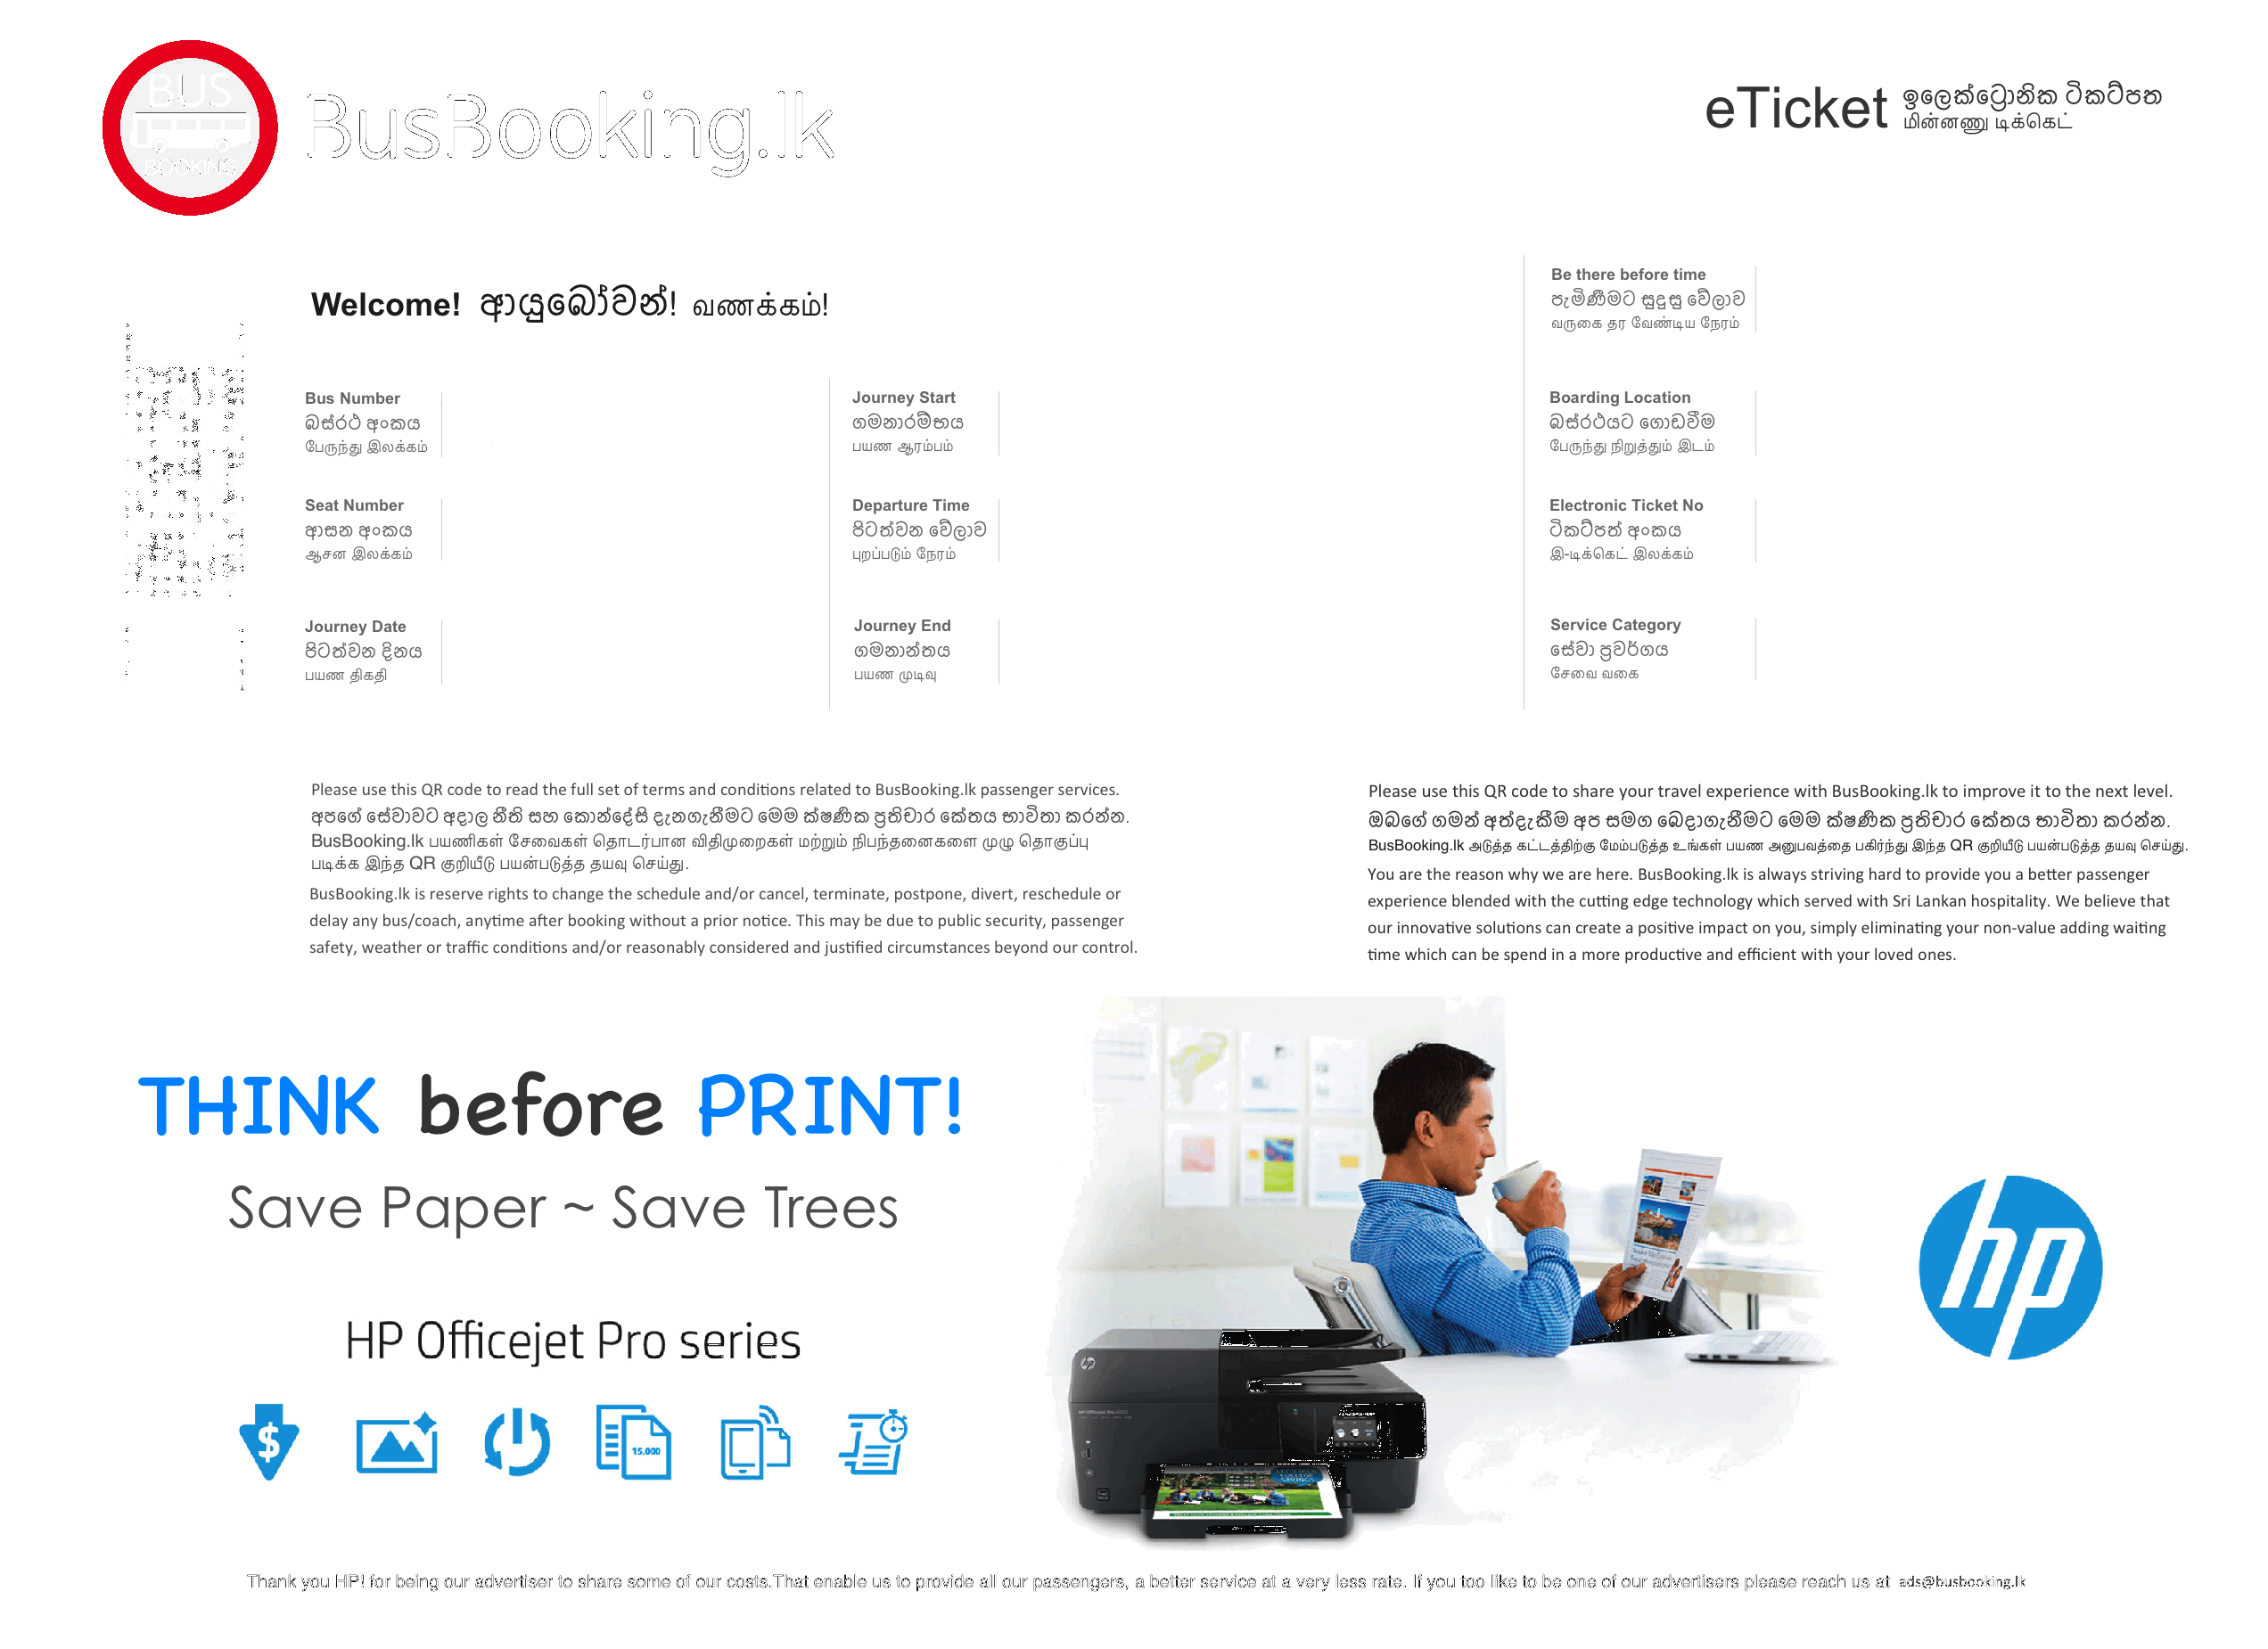 BUS
BOOKING
BusBooking.lk
eTicket
ඉලෙක්ට්‍රොනික ටිකට්පත
மின்னணு டிக்கெட்
Welcome! ආයුබෝවන්! வணக்கம்!
Be there before time
පැමිණීමට සුදුසු වේලාව
வருகை தர வேண்டிய நேரம்
Bus Number
බස්රථ අංකය
பேருந்து இலக்கம்
Journey Start
ගමනාරම්භය
பயண ஆரம்பம்
Boarding Location
බස්රථයට ගොඩවීම
பேருந்து நிறுத்தும் இடம்
Seat Number
ආසන අංකය
ஆசன இலக்கம்
Departure Time
පිටත්වන වේලාව
புறப்படும் நேரம்
Electronic Ticket No
ටිකට්පත් අංකය
இ-டிக்கெட் இலக்கம்
Journey Date
පිටත්වන දිනය
பயண திகதி
Journey End
ගමනාන්තය
பயண முடிவு
Service Category
සේවා ප්‍රවර්ගය
சேவை வகை
Please use this QR code to read the full set of terms and conditions related to BusBooking.lk passenger services.
අපගේ සේවාවට අදාල නීති සහ කොන්දේසි දැනගැනීමට මෙම ක්ෂණික ප්‍රතිචාර කේතය භාවිතා කරන්න.
BusBooking.lk பயணிகள் சேவைகள் தொடர்பான விதிமுறைகள் மற்றும் நிபந்தனைகளை முழு தொகுப்பு
படிக்க இந்த QR குறியீடு பயன்படுத்த தயவு செய்து.
BusBooking.lk is reserve rights to change the schedule and/or cancel, terminate, postpone, divert, reschedule or
delay any bus/coach, anytime after booking without a prior notice. This may be due to public security, passenger
safety, weather or traffic conditions and/or reasonably considered and justified circumstances beyond our control.
Please use this QR code to share your travel experience with BusBooking.lk to improve it to the next level.
ඔබගේ ගමන් අත්දැකීම අප සමග බෙදාගැනීමට මෙම ක්ෂණික ප්‍රතිචාර කේතය භාවිතා කරන්න.
BusBooking.lk அடுத்த கட்டத்திற்கு மேம்படுத்த உங்கள் பயண அனுபவத்தை பகிர்ந்து இந்த QR குறியீடு பயன்படுத்த தயவு செய்து.
You are the reason why we are here. BusBooking.lk is always striving hard to provide you a better passenger
experience blended with the cutting edge technology which served with Sri Lankan hospitality. We believe that
our innovative solutions can create a positive impact on you, simply eliminating your non-value adding waiting
time which can be spend in a more productive and efficient with your loved ones.
THINK before PRINT!
Save Paper ~ Save Trees
HP Officejet Pro series
$
15.000
hp
Thank you HP! for being our advertiser to share some of our costs.That enable us to provide all our passengers, a better service at a very less rate. If you too like to be one of our advertisers please reach us at ads@busbooking.lk